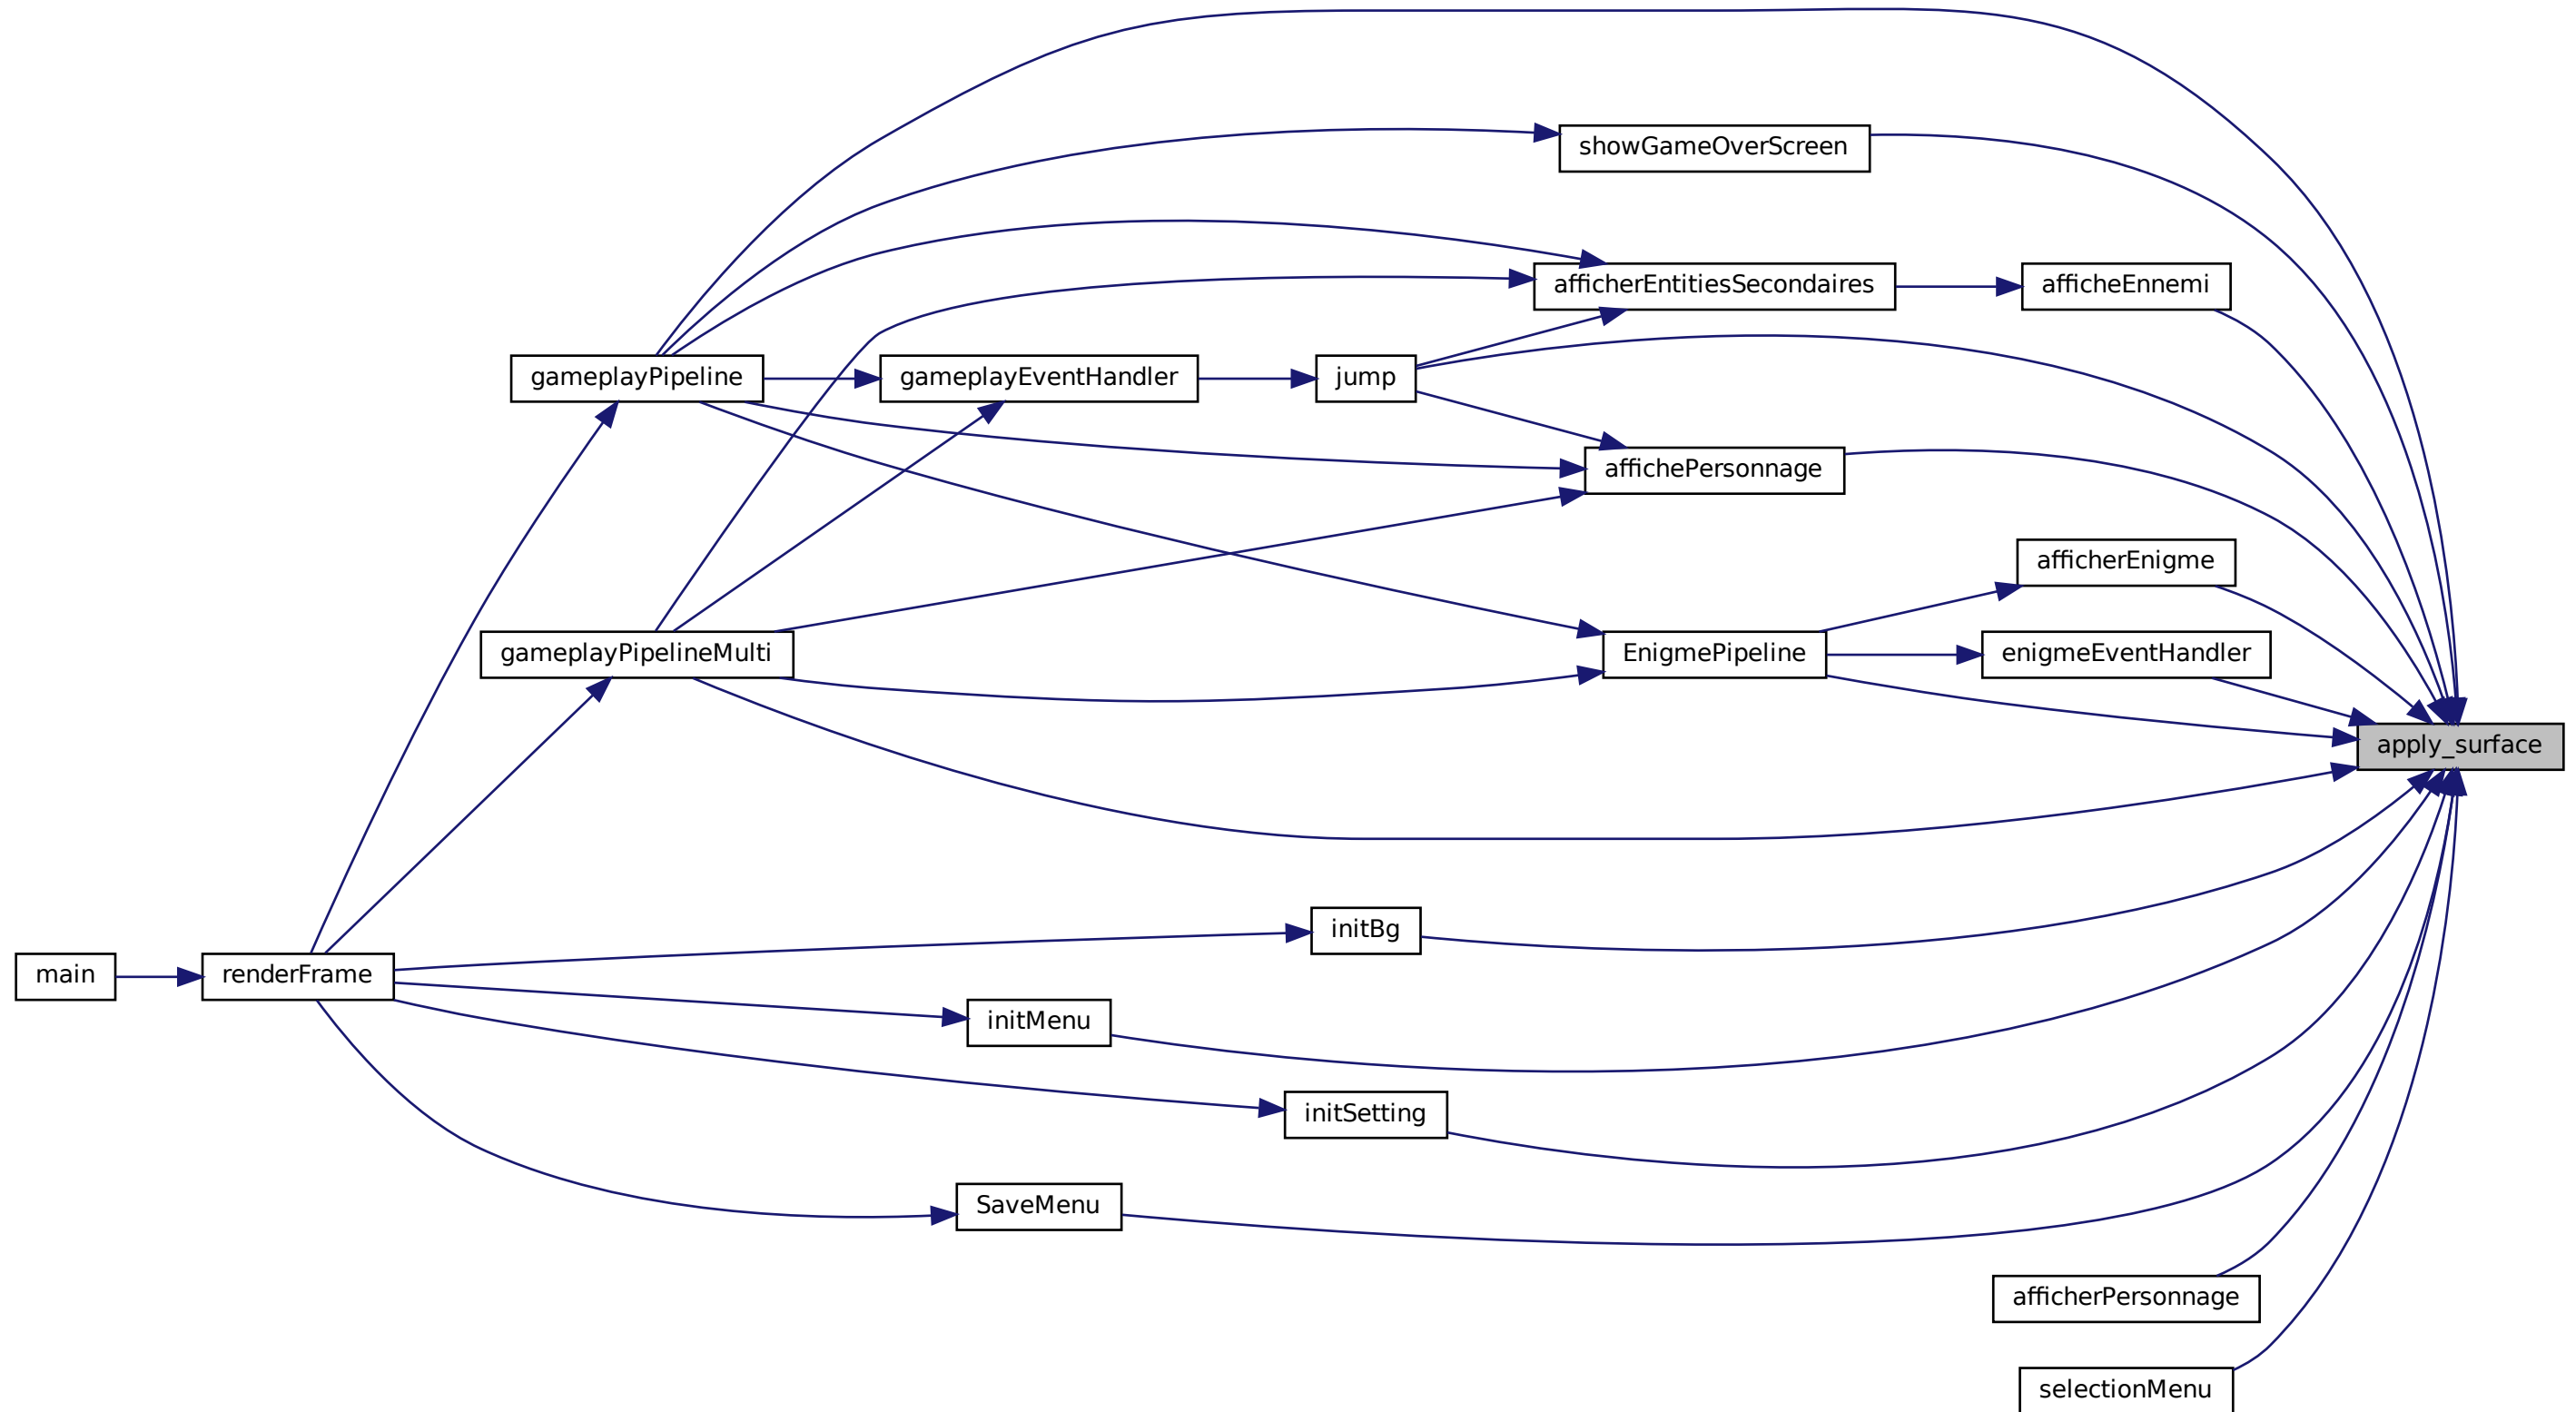 showGameOverScreen
afficherEntitiesSecondaires
afficheEnnemi
gameplayPipeline
gameplayEventHandler
jump
affichePersonnage
afficherEnigme
gameplayPipelineMulti
EnigmePipeline
enigmeEventHandler
apply_surface
initBg
main
renderFrame
initMenu
initSetting
SaveMenu
afficherPersonnage
selectionMenu